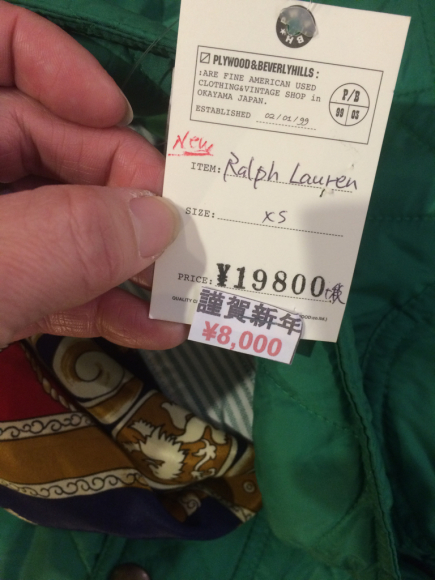 PLYWOOD&BEVERLYHILLS:
:ARE FINE AMERICAN USED
CLOTHING&VINTAGE SHOP in
OKAYAMA JAPAN.
ESTABLISHED 02/01/99
P/B
New
ITEM: Ralph Lauren
SIZE: XS
PRICE: ¥19800 +税
謹賀新年
¥8,000